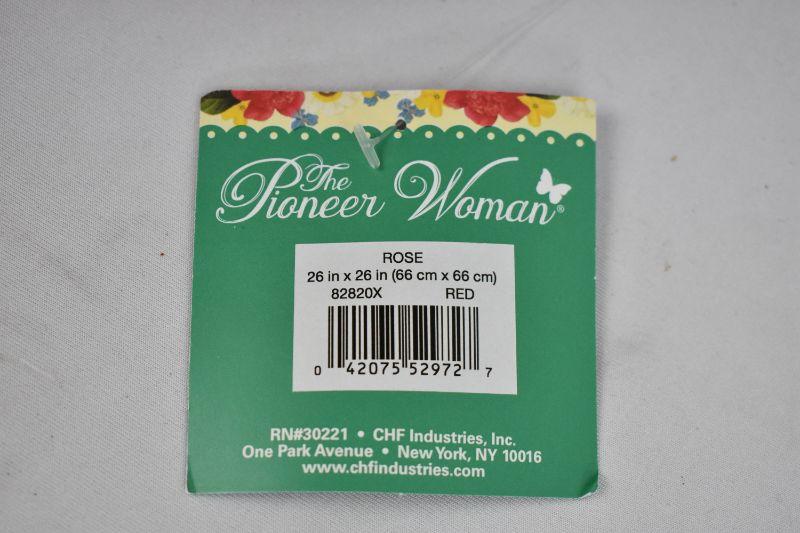 The
Pioneer Woman®
ROSE
26 in x 26 in (66 cm x 66 cm)
82820X RED
0 42075 52972 7
RN#30221 • CHF Industries, Inc.
One Park Avenue • New York, NY 10016
www.chfindustries.com